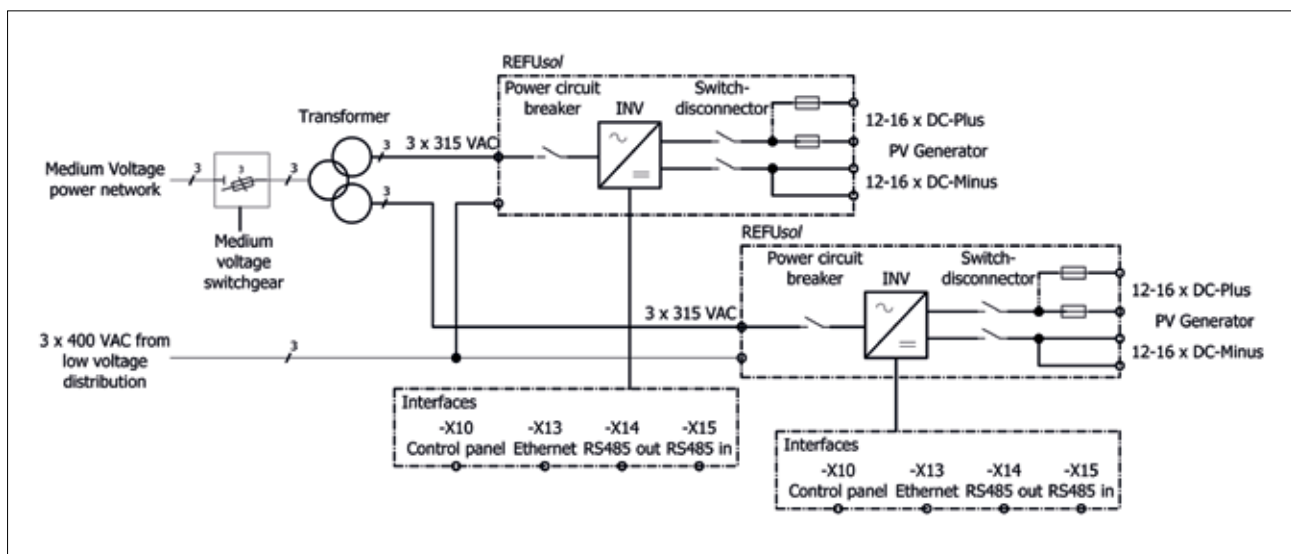 REFUsol
Power circuit
breaker
INV
Switch-
disconnector
12-16 x DC-Plus
PV Generator
12-16 x DC-Minus
Transformer
3
3 x 315 VAC
3
Medium Voltage
power network
3
3
3
Medium
voltage
switchgear
REFUsol
Power circuit
breaker
INV
Switch-
disconnector
12-16 x DC-Plus
PV Generator
12-16 x DC-Minus
3 x 315 VAC
3 x 400 VAC from
low voltage
distribution
3
Interfaces
-X10 -X13 -X14 -X15
Control panel Ethernet RS485 out RS485 in
Interfaces
-X10 -X13 -X14 -X15
Control panel Ethernet RS485 out RS485 in